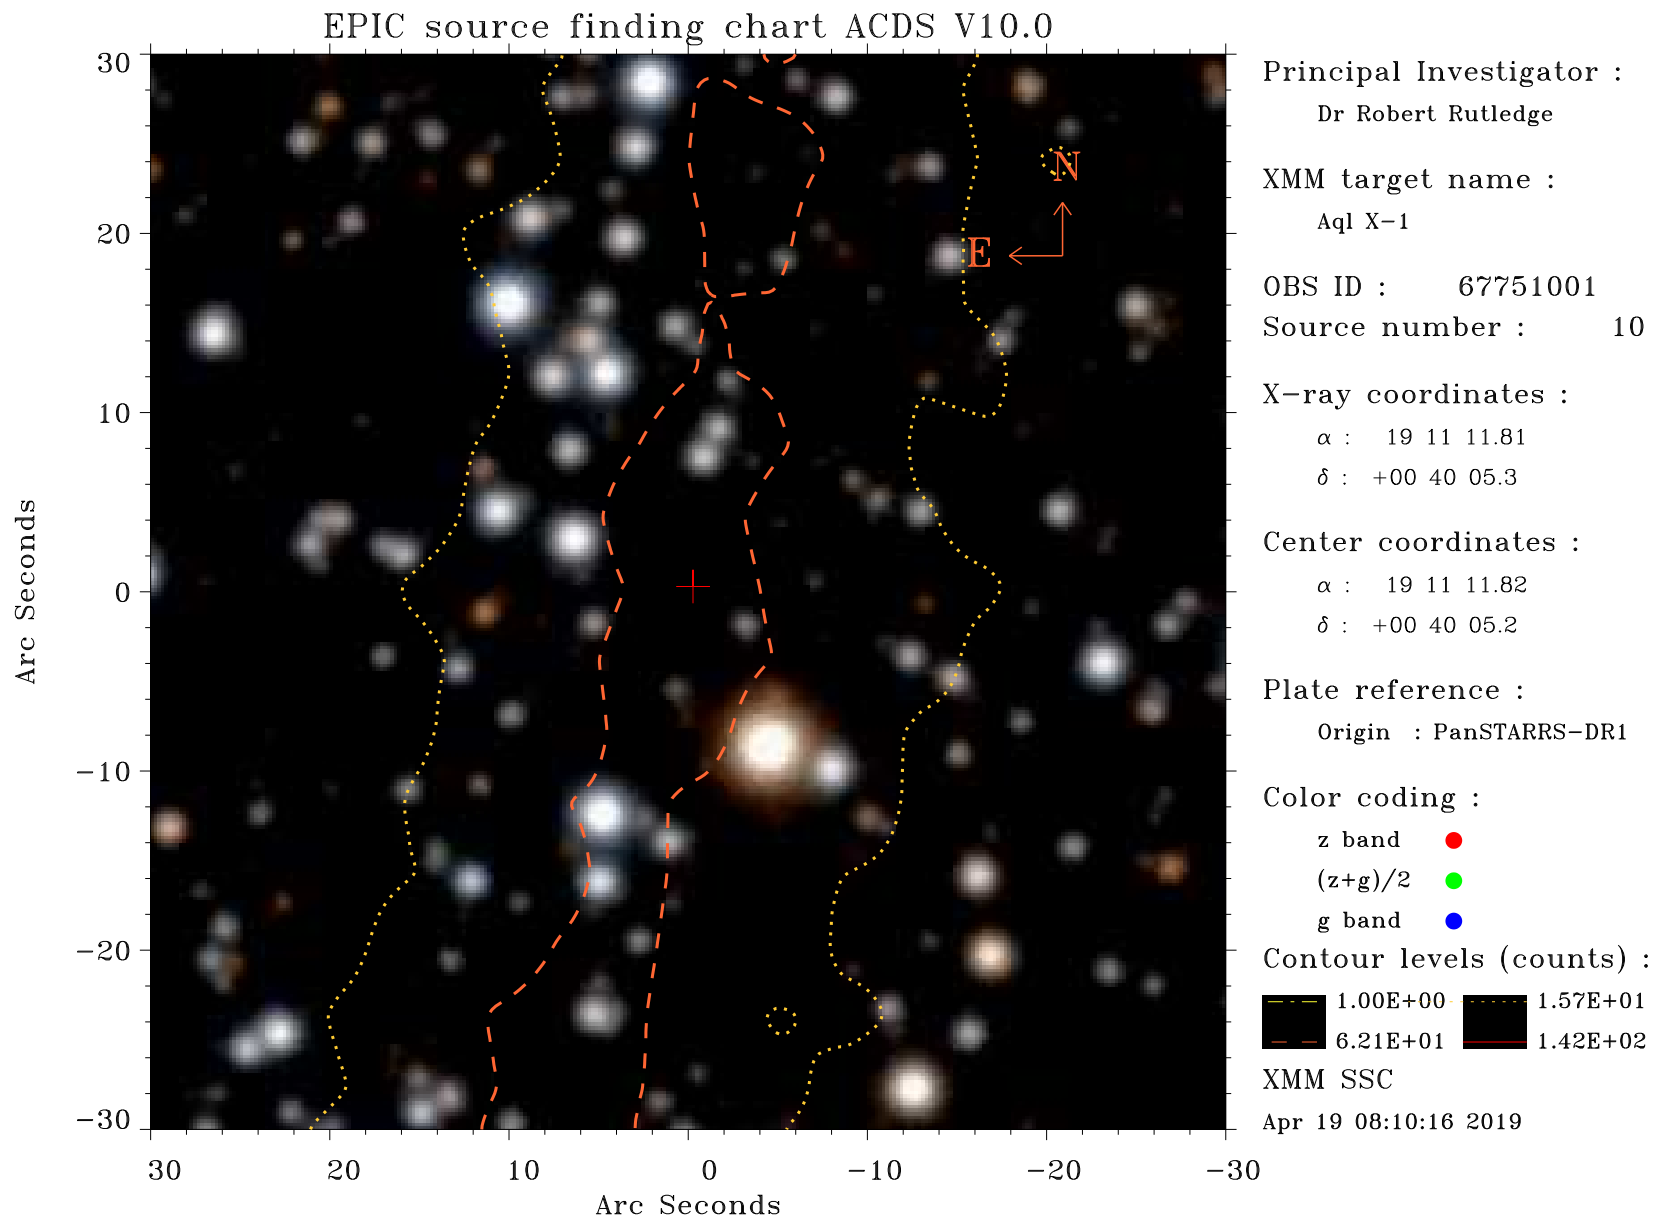 EPIC source finding chart ACDS V10.0
30
20
10
0
-10
-20
-30
Arc Seconds
30 20 10 0 -10 -20 -30
Arc Seconds
N
E
Principal Investigator :
Dr Robert Rutledge
XMM target name :
Aql X-1
OBS ID : 67751001
Source number : 10
X-ray coordinates :
α : 19 11 11.81
δ : +00 40 05.3
Center coordinates :
α : 19 11 11.82
δ : +00 40 05.2
Plate reference :
Origin : PanSTARRS-DR1
Color coding :
z band
(z+g)/2
g band
Contour levels (counts) :
1.00E+00 1.57E+01
6.21E+01 1.42E+02
XMM SSC
Apr 19 08:10:16 2019